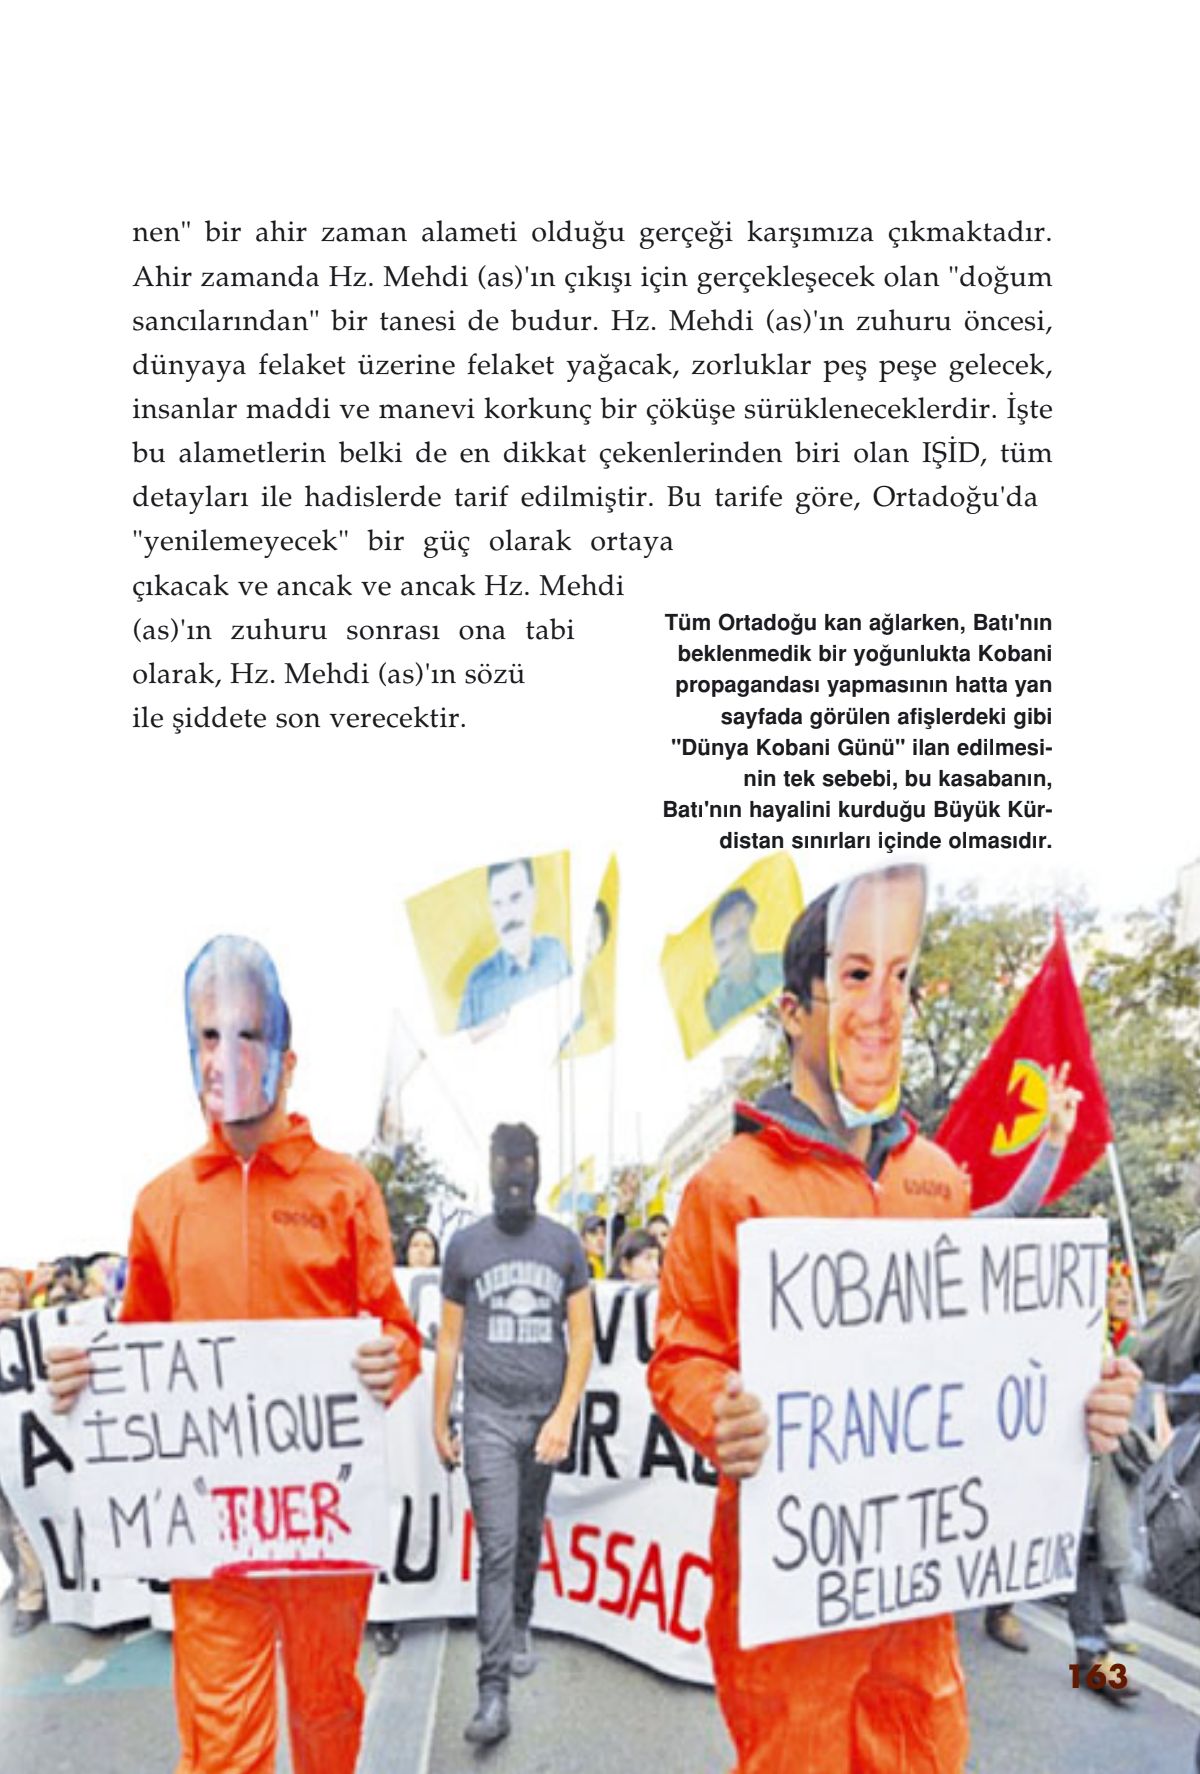 nen" bir ahir zaman alameti olduğu gerçeği karşımıza çıkmaktadır.
Ahir zamanda Hz. Mehdi (as)'ın çıkışı için gerçekleşecek olan "doğum
sancılarından" bir tanesi de budur. Hz. Mehdi (as)'ın zuhuru öncesi,
dünyaya felaket üzerine felaket yağacak, zorluklar peş peşe gelecek,
insanlar maddi ve manevi korkunç bir çöküşe sürükleneceklerdir. İşte
bu alametlerin belki de en dikkat çekenlerinden biri olan IŞİD, tüm
detayları ile hadislerde tarif edilmiştir. Bu tarife göre, Ortadoğu'da
"yenilemeyecek" bir güç olarak ortaya
çıkacak ve ancak ve ancak Hz. Mehdi
(as)'ın zuhuru sonrası ona tabi
olarak, Hz. Mehdi (as)'ın sözü
ile şiddete son verecektir.
Tüm Ortadoğu kan ağlarken, Batı'nın
beklenmedik bir yoğunlukta Kobani
propagandası yapmasının hatta yan
sayfada görülen afişlerdeki gibi
"Dünya Kobani Günü" ilan edilmesi-
nin tek sebebi, bu kasabanın,
Batı'nın hayalini kurduğu Büyük Kür-
distan sınırları içinde olmasıdır.
ÉTAT
İSLAMİQUE
M'A "TUER"
KOBANÊ MEURT,
FRANCE OÙ
SONT TES
BELLES VALEUR
MASSAC
163